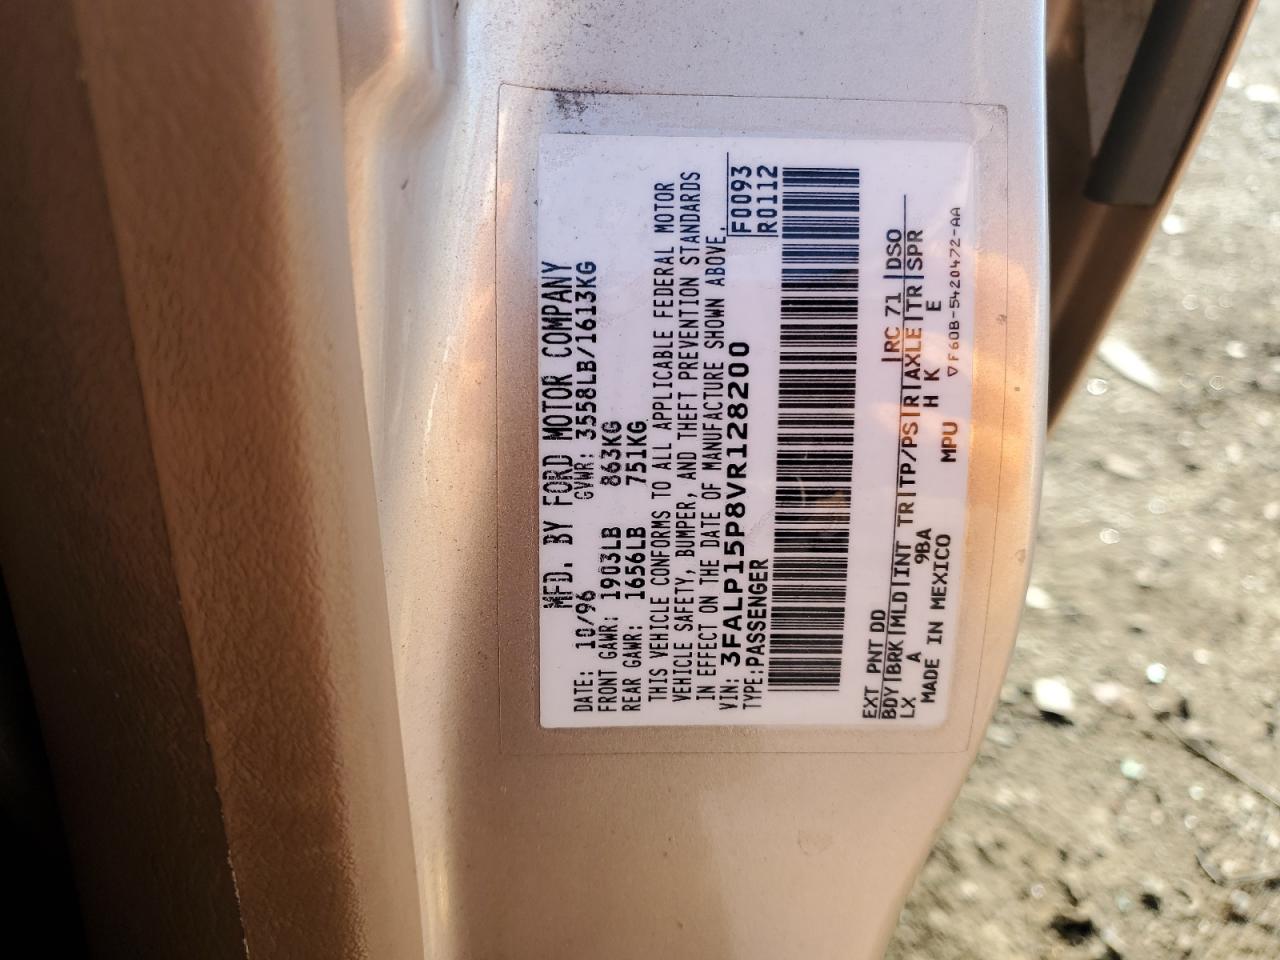 MFD. BY FORD MOTOR COMPANY
DATE: 10/96 GVWR: 3558LB/1613KG
FRONT GAWR: 1903LB 863KG
REAR GAWR: 1656LB 751KG
THIS VEHICLE CONFORMS TO ALL APPLICABLE FEDERAL MOTOR
VEHICLE SAFETY, BUMPER, AND THEFT PREVENTION STANDARDS
IN EFFECT ON THE DATE OF MANUFACTURE SHOWN ABOVE.
VIN: 3FALP15P8VR128200 F0093
TYPE: PASSENGER R0112
EXT PNT DD RC 71 DSO
BDY BRK MLD INT TR TP/PS R AXLE TR SPR
LX A 9BA H K E
MADE IN MEXICO MPU
▽F60B-5420472-AA